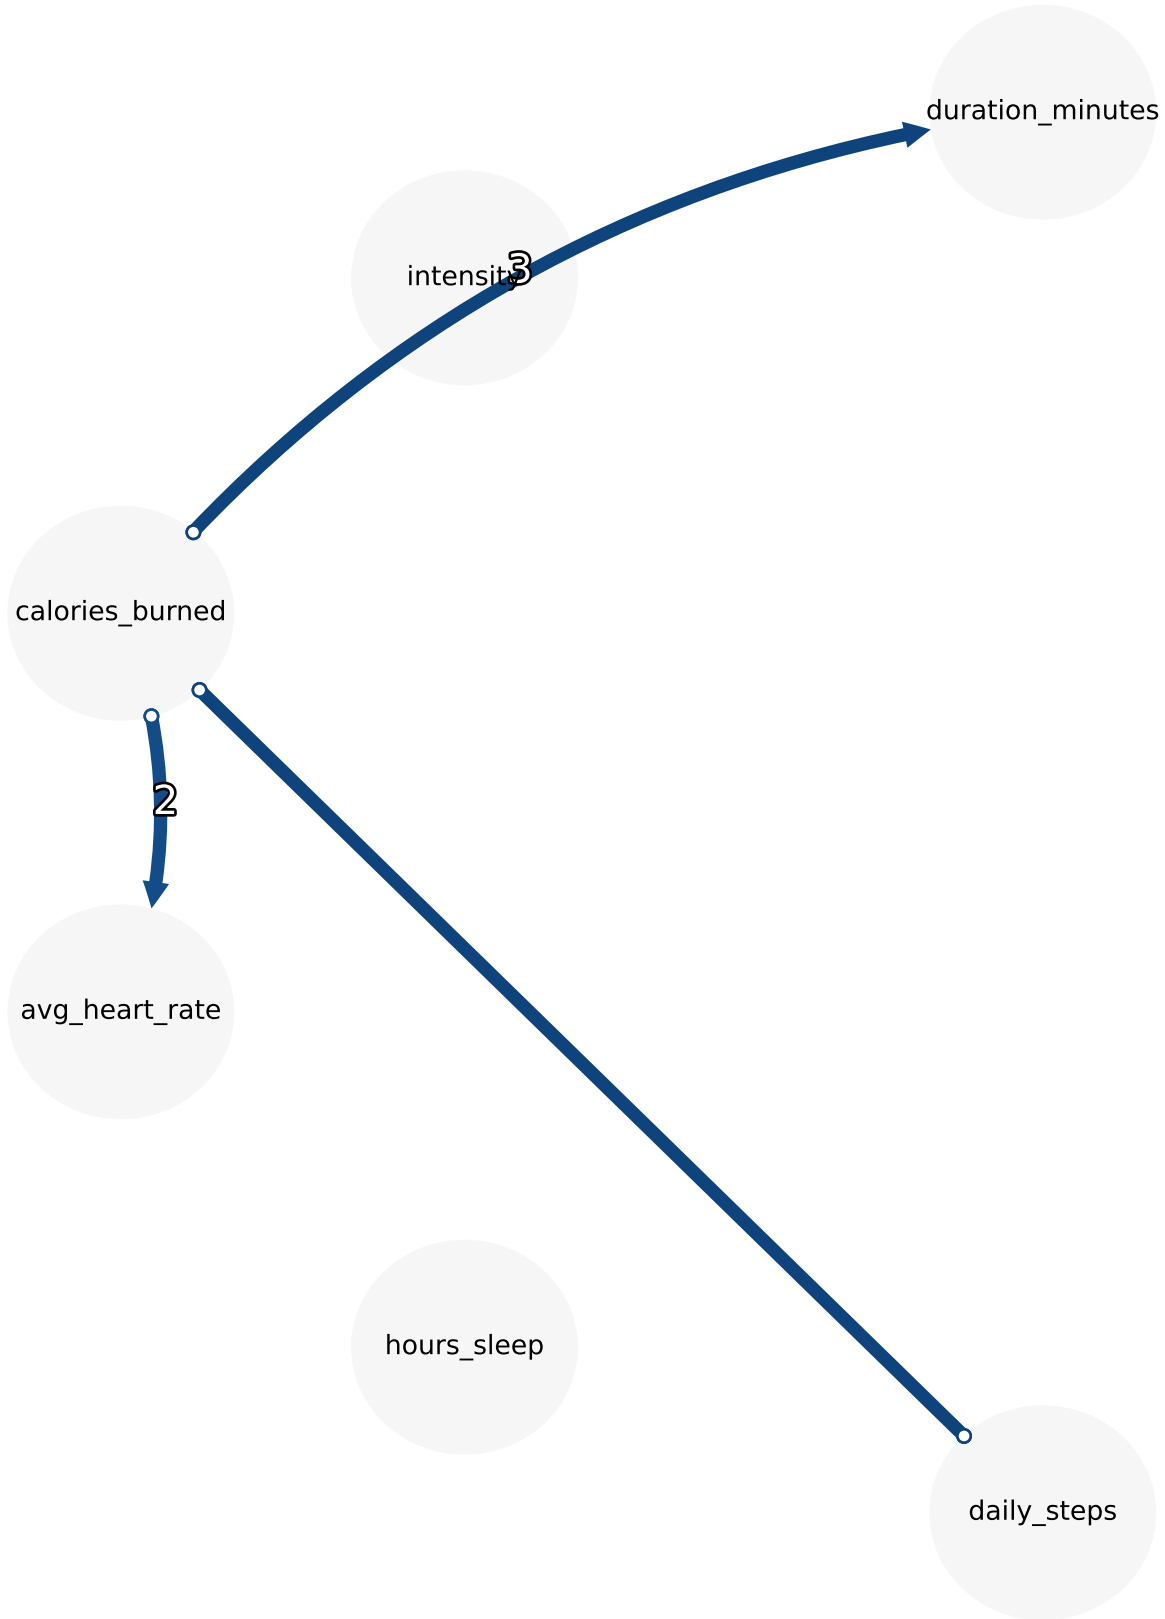 duration_minutes
intensity
3
calories_burned
2
avg_heart_rate
hours_sleep
daily_steps